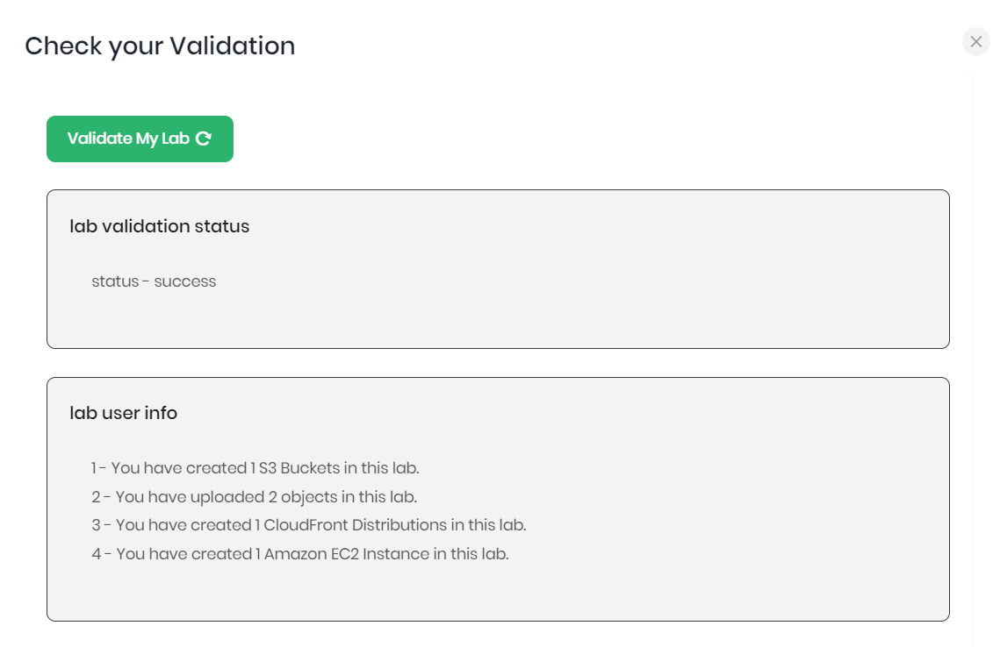 Check your Validation
Validate My Lab
lab validation status
status - success
lab user info
1 - You have created 1 S3 Buckets in this lab.
2 - You have uploaded 2 objects in this lab.
3 - You have created 1 CloudFront Distributions in this lab.
4 - You have created 1 Amazon EC2 Instance in this lab.